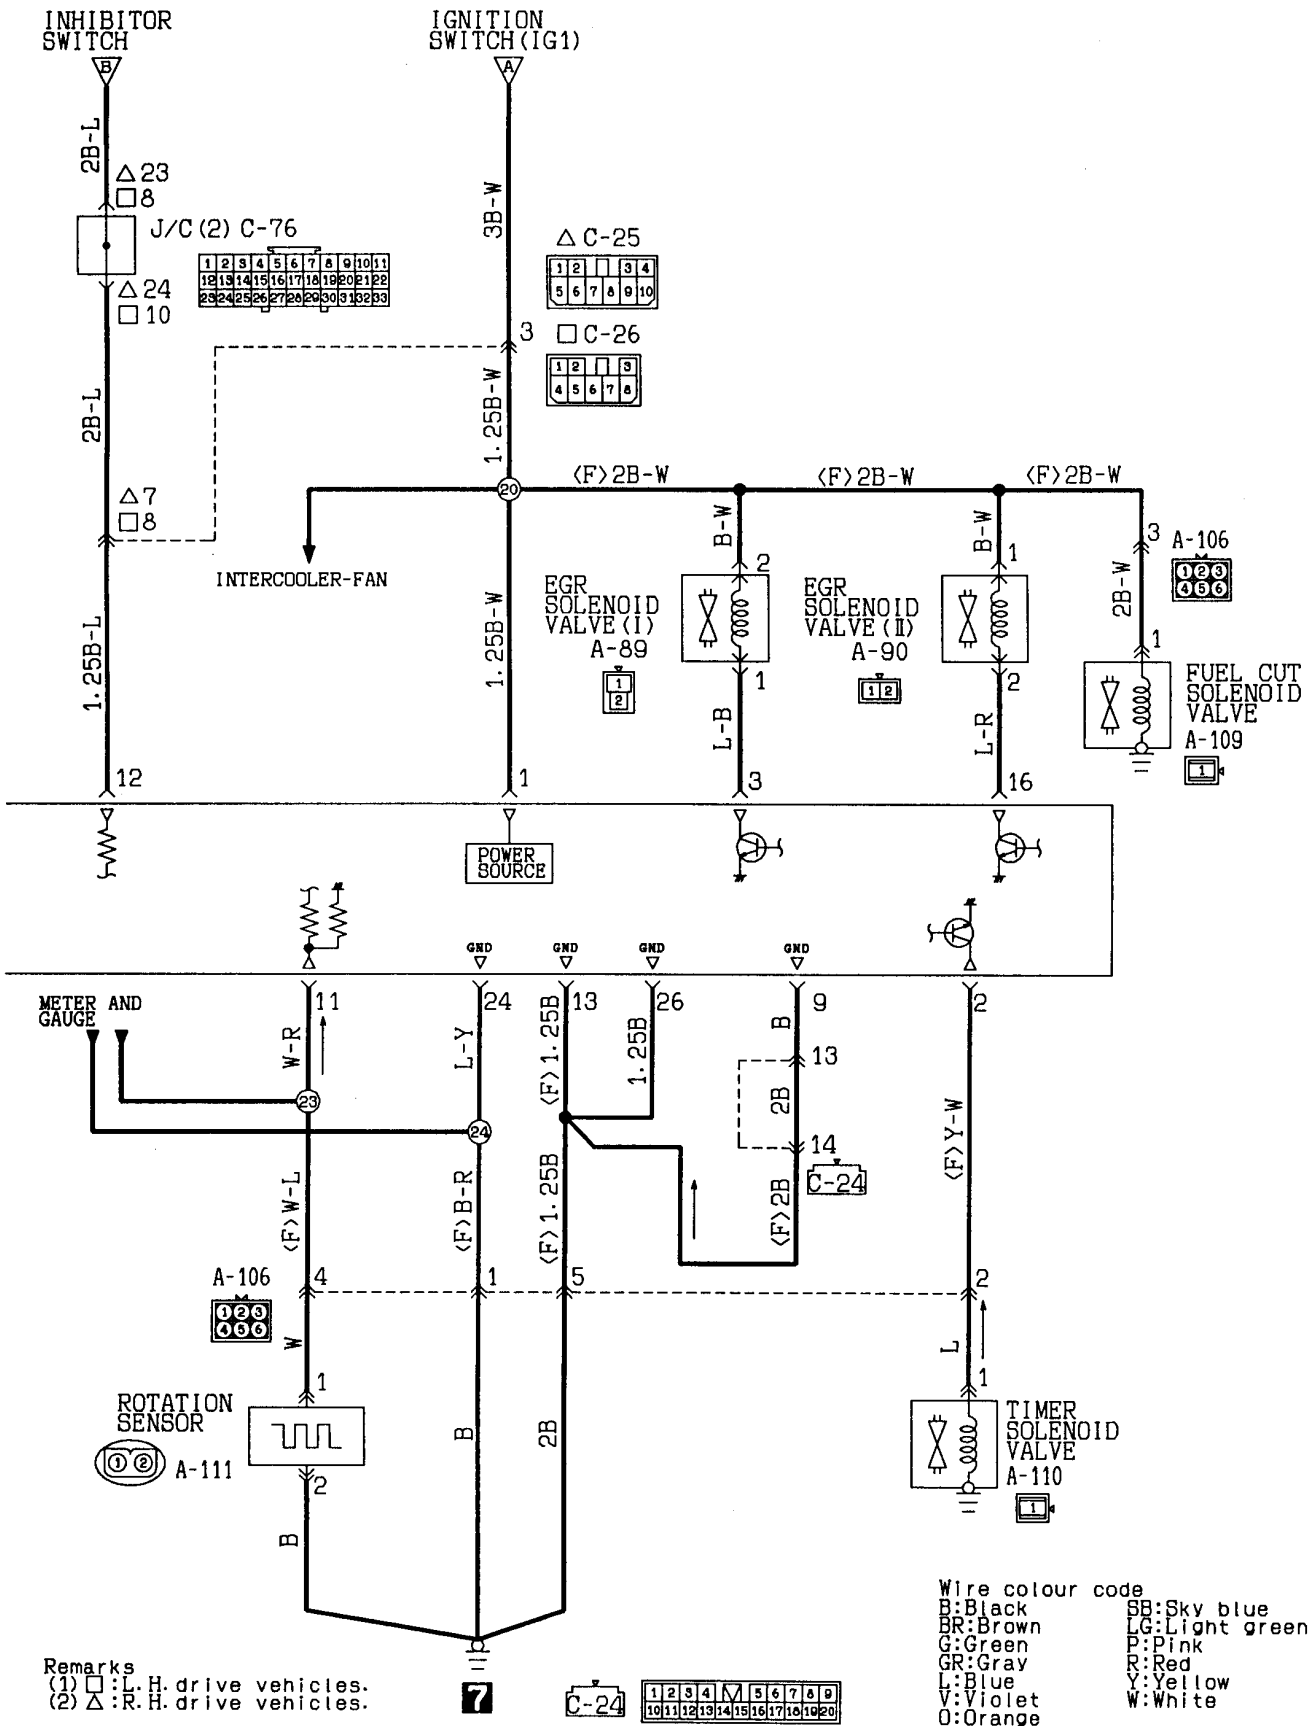 INHIBITOR
SWITCH
B
IGNITION
SWITCH(IG1)
A
2B-L
△23
□8
J/C(2) C-76
1 2 3 4 5 6 7 8 9 10 11
12 13 14 15 16 17 18 19 20 21 22
23 24 25 26 27 28 29 30 31 32 33
△24
□10
3B-W
△ C-25
1 2 3 4
5 6 7 8 9 10
□ C-26
1 2 3
4 5 6 7 8
3
2B-L
1.25B-W
△7
□8
20
<F>2B-W
<F>2B-W
<F>2B-W
INTERCOOLER-FAN
1.25B-L
1.25B-W
B-W
2
EGR
SOLENOID
VALVE(I)
A-89
1
2
1
L-B
B-W
1
EGR
SOLENOID
VALVE(II)
A-90
1 2
2
L-R
3
A-106
1 2 3
4 5 6
2B-W
1
FUEL CUT
SOLENOID
VALVE
A-109
1
12
1
3
16
POWER
SOURCE
GND
GND
GND
GND
METER AND
GAUGE
11
24
13
26
9
2
W-R
L-Y
<F>1.25B
1.25B
B
13
2B
14
C-24
23
24
<F>W-L
<F>B-R
<F>1.25B
<F>2B
<F>Y-W
A-106
1 2 3
4 5 6
4
1
5
2
W
L
1
1
ROTATION
SENSOR
1 2
A-111
2
B
B
2B
TIMER
SOLENOID
VALVE
A-110
1
7
Remarks
(1) □:L.H.drive vehicles.
(2) △:R.H.drive vehicles.
C-24
1 2 3 4 5 6 7 8 9
10 11 12 13 14 15 16 17 18 19 20
Wire colour code
B:Black
BR:Brown
G:Green
GR:Gray
L:Blue
V:Violet
O:Orange
SB:Sky blue
LG:Light green
P:Pink
R:Red
Y:Yellow
W:White